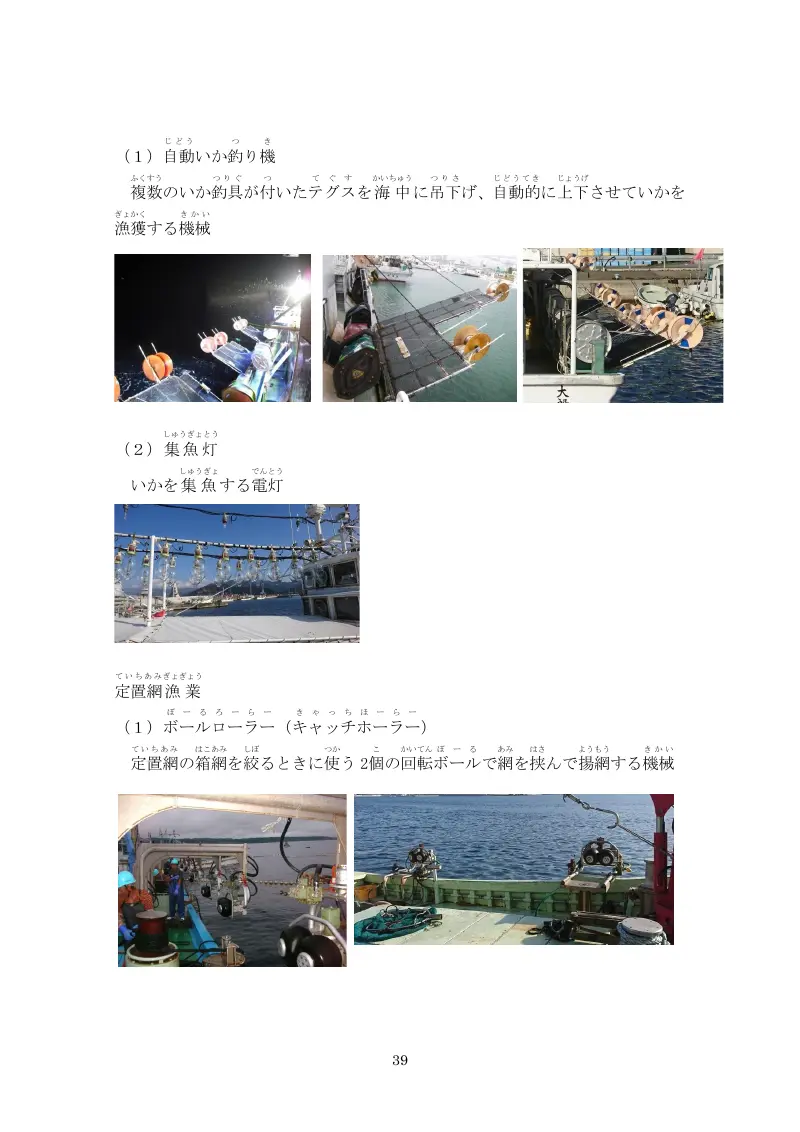 じどう つ き
（１）自動いか釣り機
ふくすう つりぐ つ てぐす かいちゅう つりさ じどうてき じょうげ
複数のいか釣具が付いたテグスを海中に吊下げ、自動的に上下させていかを
ぎょかく きかい
漁獲する機械
大
しゅうぎょとう
（２）集魚灯
しゅうぎょ でんとう
いかを集魚する電灯
ていちあみぎょぎょう
定置網漁業
ぼーるろーらー きゃっちほーらー
（１）ボールローラー（キャッチホーラー）
ていちあみ はこあみ しぼ つか こ かいてん ぼーる あみ はさ ようもう きかい
定置網の箱網を絞るときに使う 2個の回転ボールで網を挟んで揚網する機械
39